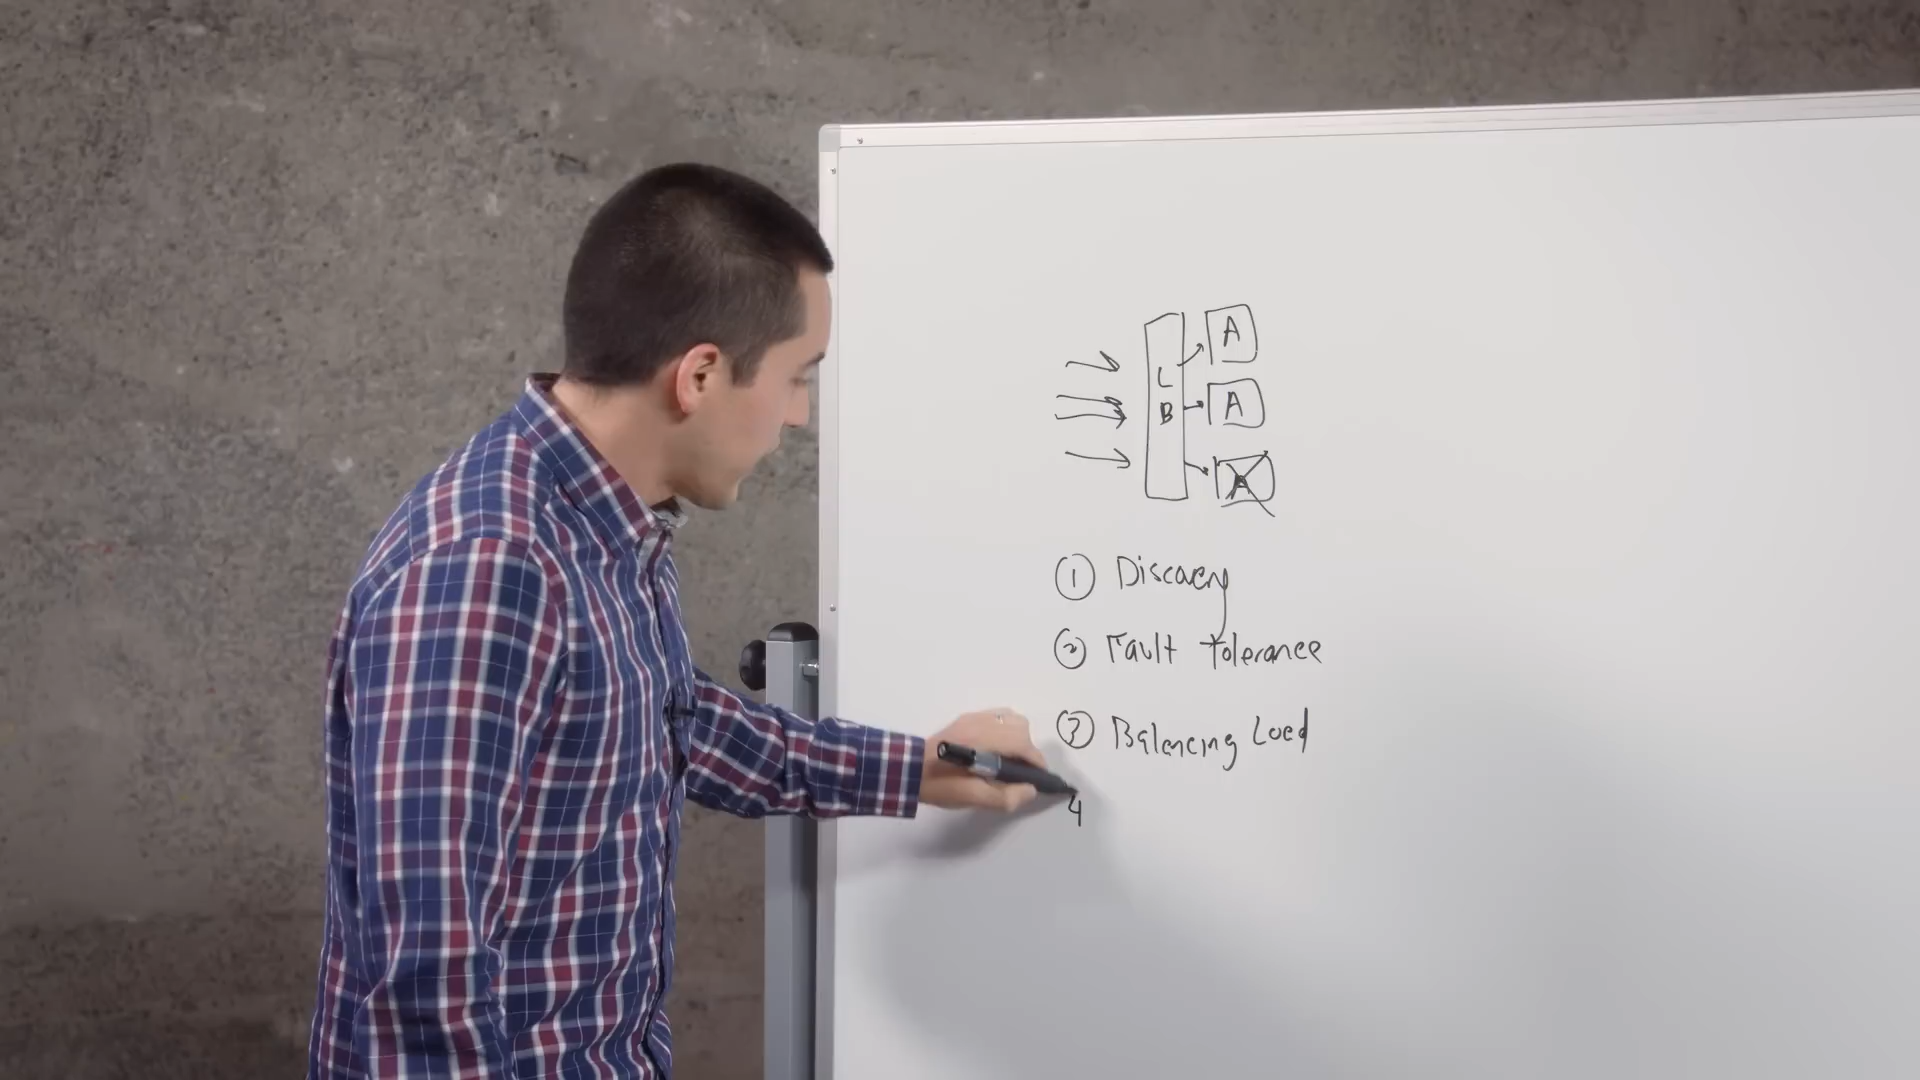 A
L
B
A
A
① Discovery
② Fault tolerance
③ Balancing Load
4